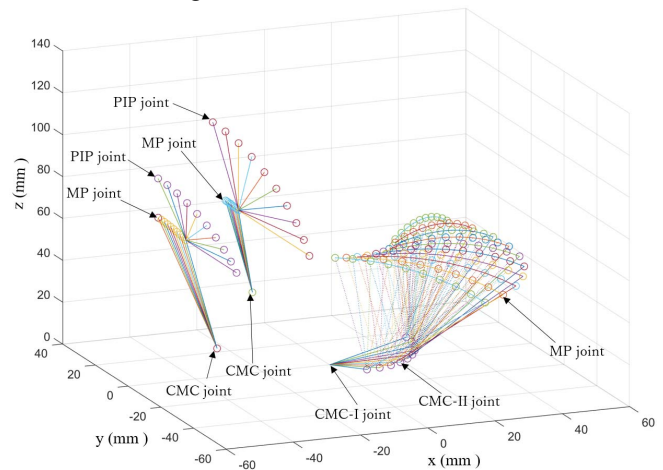 140
120
100
80
60
40
20
0
z (mm )
40
20
0
-20
-40
-60
y (mm )
-60
-40
-20
0
20
40
60
x (mm )
PIP joint
MP joint
PIP joint
MP joint
CMC joint
CMC joint
CMC-I joint
CMC-II joint
MP joint